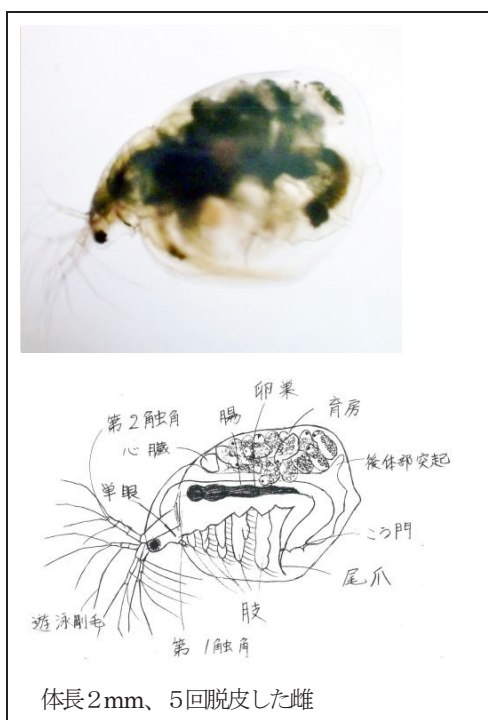 卵巣
腸
育房
第2触角
心臓
後体部突起
単眼
こう門
尾爪
肢
遊泳剛毛
第1触角
体長2mm、5回脱皮した雌